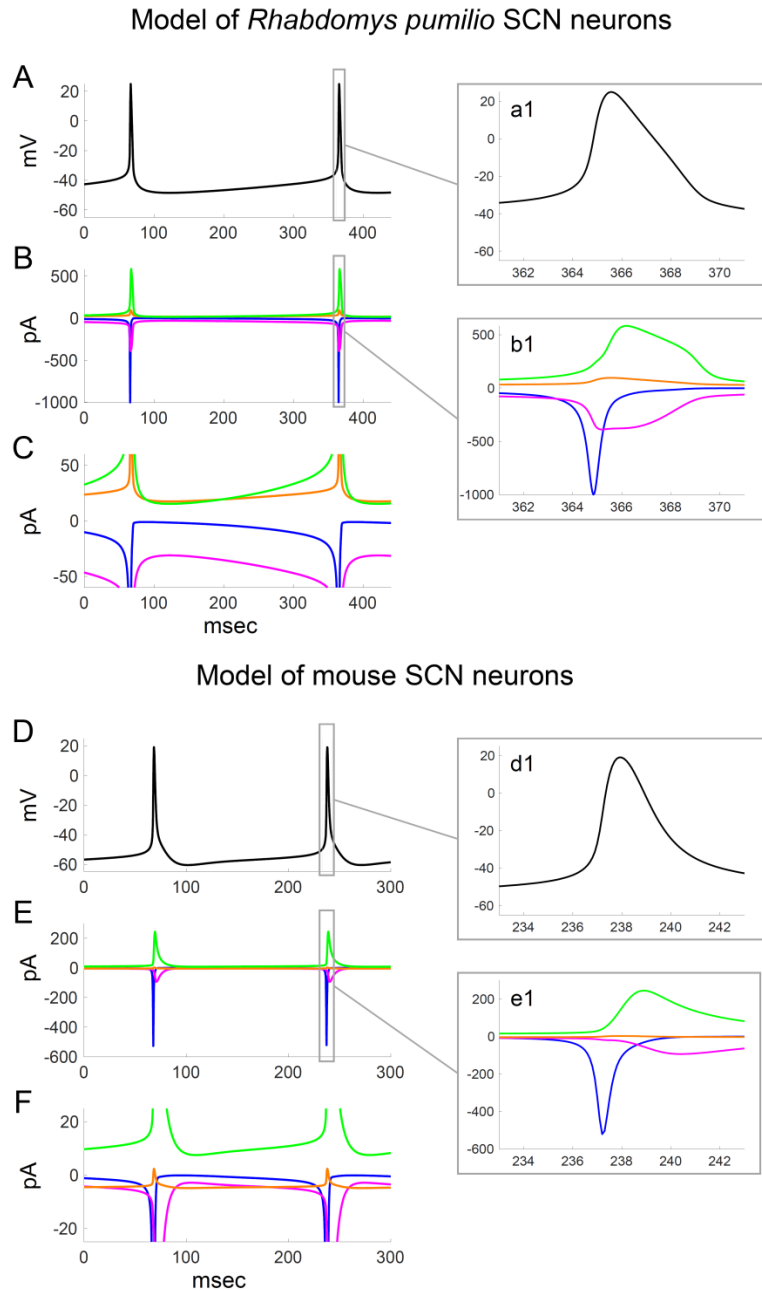 Model of Rhabdomys pumilio SCN neurons
A
20
0
-20
-40
-60
mV
0 100 200 300 400
a1
20
0
-20
-40
-60
362 364 366 368 370
B
500
0
-500
-1000
pA
0 100 200 300 400
b1
500
0
-500
-1000
362 364 366 368 370
C
50
0
-50
pA
0 100 200 300 400
msec
Model of mouse SCN neurons
D
20
0
-20
-40
-60
mV
0 100 200 300
d1
20
0
-20
-40
-60
234 236 238 240 242
E
200
0
-200
-400
-600
pA
0 100 200 300
e1
200
0
-200
-400
-600
234 236 238 240 242
F
20
0
-20
pA
0 100 200 300
msec